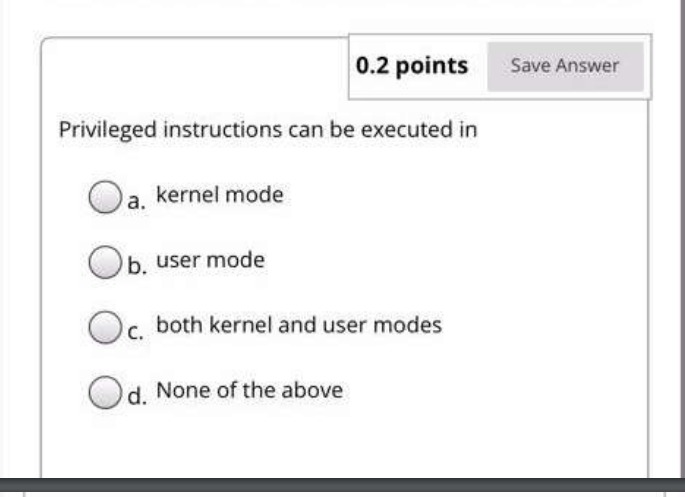 0.2 points Save Answer
Privileged instructions can be executed in
a. kernel mode
b. user mode
c. both kernel and user modes
d. None of the above